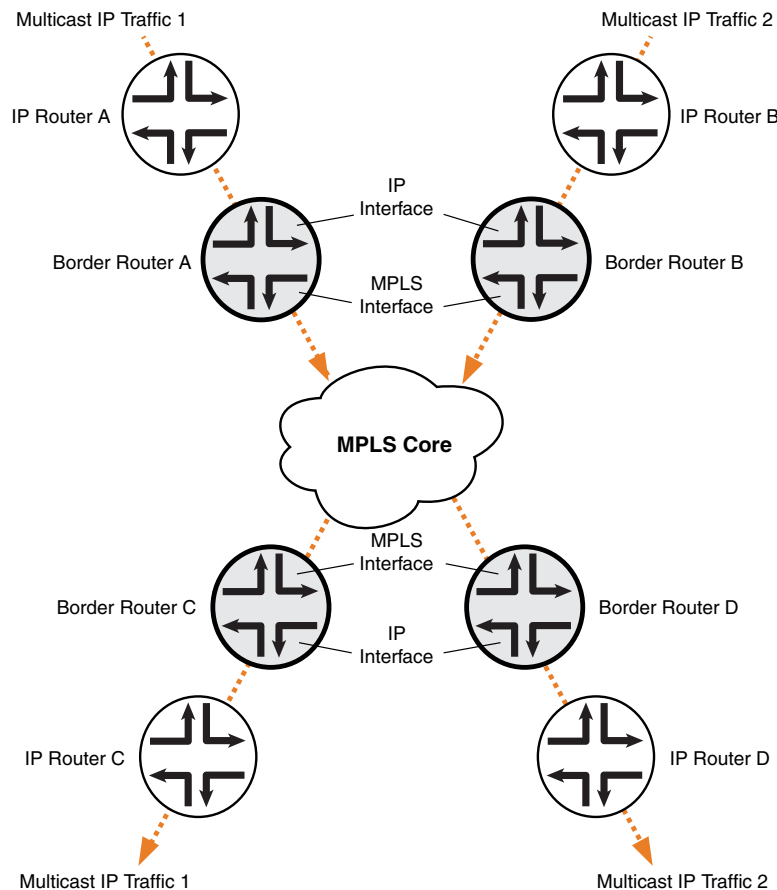 Multicast IP Traffic 1
Multicast IP Traffic 2
IP Router A
IP Router B
IP
Interface
Border Router A
Border Router B
MPLS
Interface
MPLS Core
MPLS
Interface
Border Router C
Border Router D
IP
Interface
IP Router C
IP Router D
Multicast IP Traffic 1
Multicast IP Traffic 2